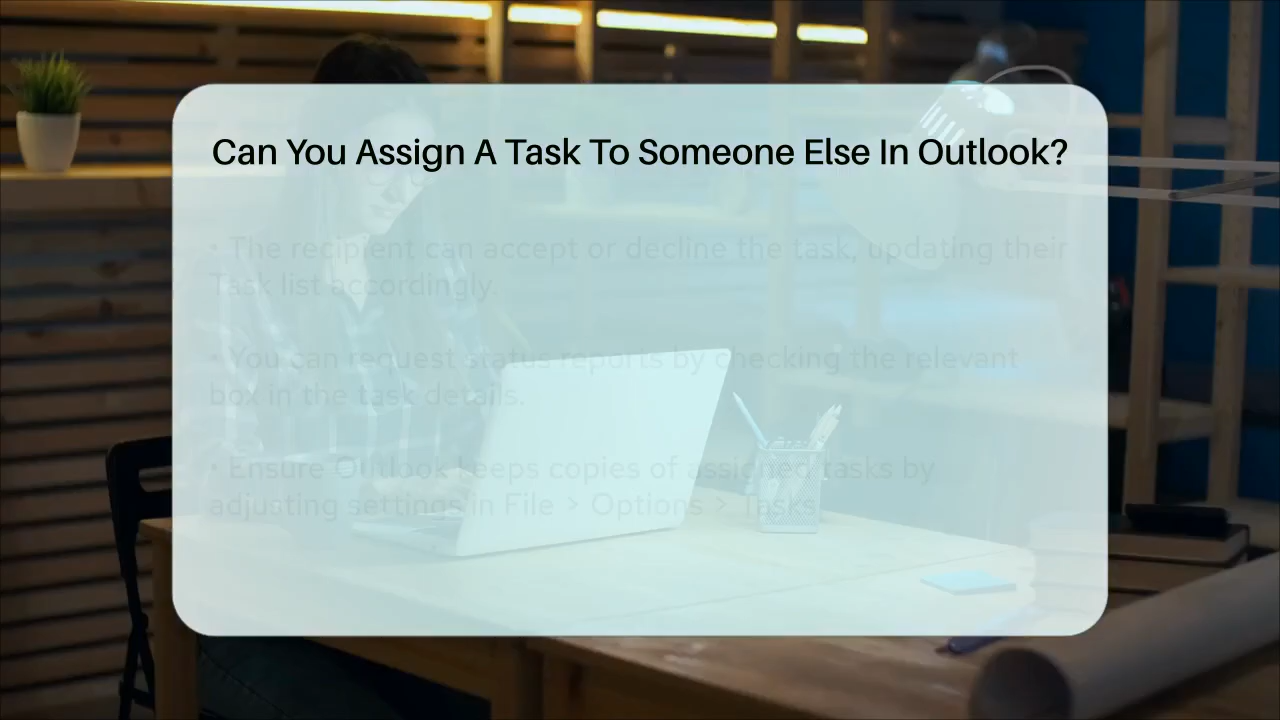 Can You Assign A Task To Someone Else In Outlook?
• The recipient can accept or decline the task, updating their
Task list accordingly.
• You can request status reports by checking the relevant
box in the task details.
• Ensure Outlook keeps copies of assigned tasks by
adjusting settings in File > Options > Tasks.